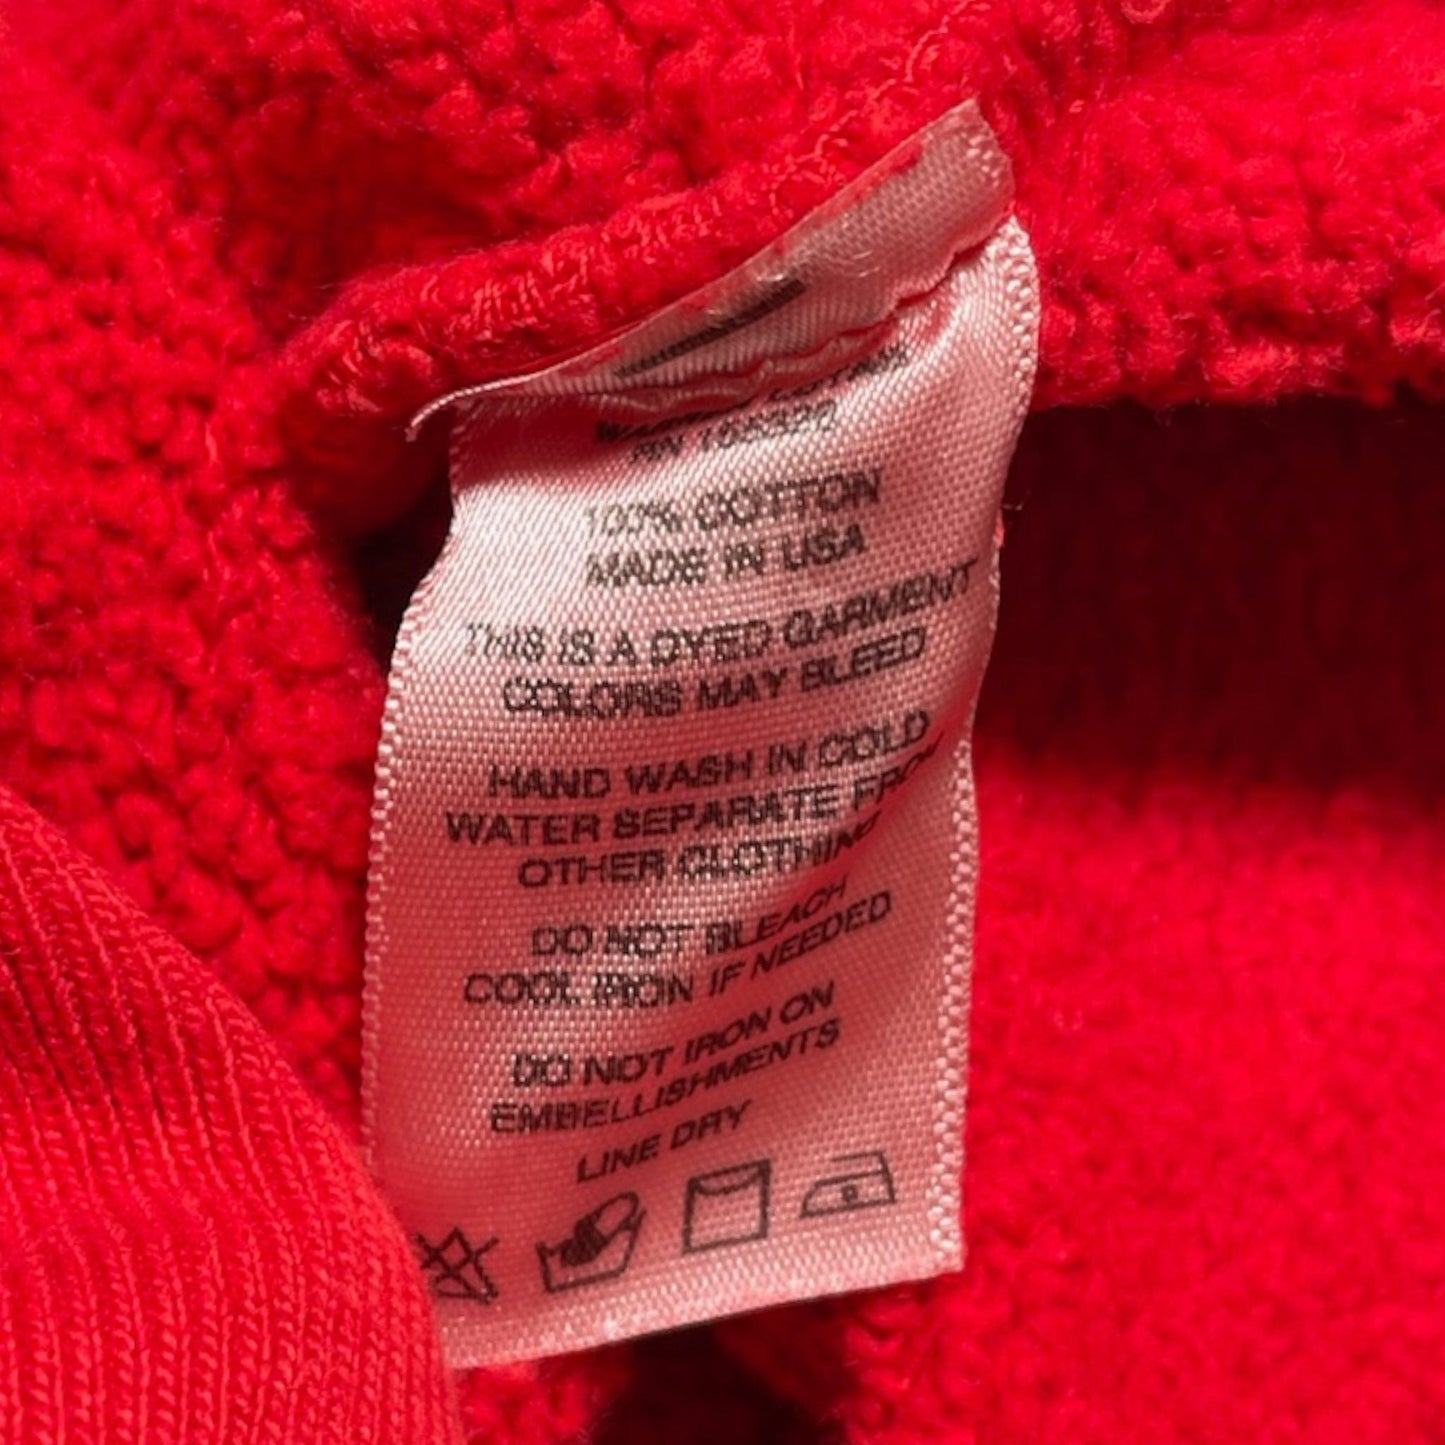 100% COTTON
MADE IN USA
THIS IS A DYED GARMENT
COLORS MAY BLEED
HAND WASH IN COLD
WATER SEPARATE FROM
OTHER CLOTHING
DO NOT BLEACH
COOL IRON IF NEEDED
DO NOT IRON ON
EMBELLISHMENTS
LINE DRY